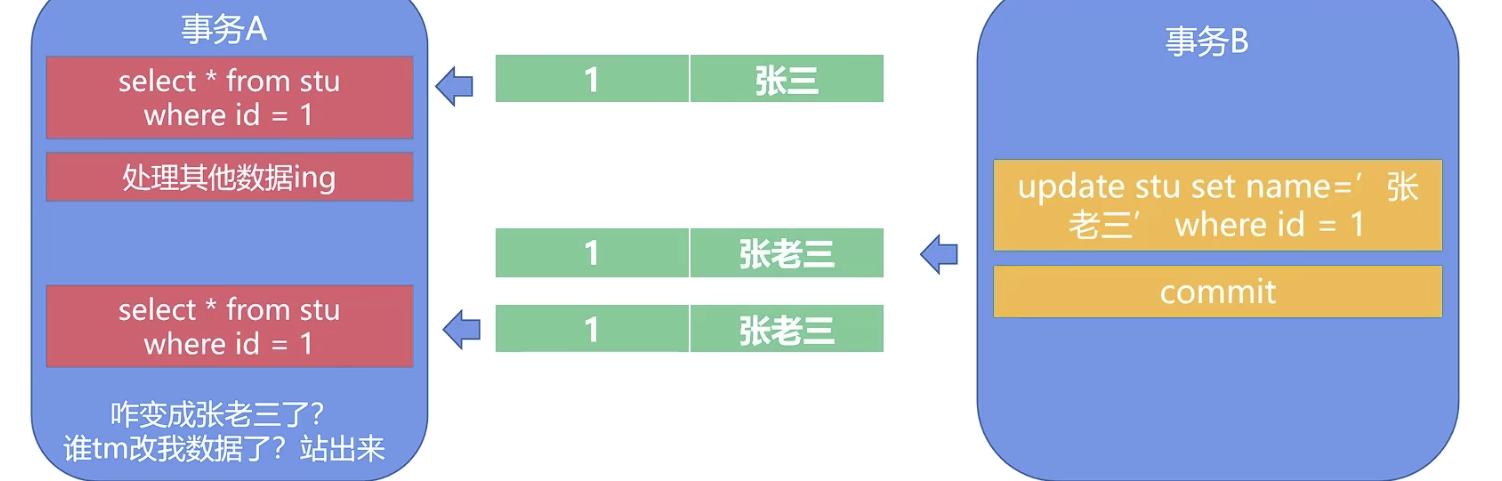 事务A
select * from stu
where id = 1
处理其他数据ing
select * from stu
where id = 1
咋变成张老三了?
谁tm改我数据了? 站出来
1 张三
1 张老三
1 张老三
事务B
update stu set name=′ 张
老三′ where id = 1
commit